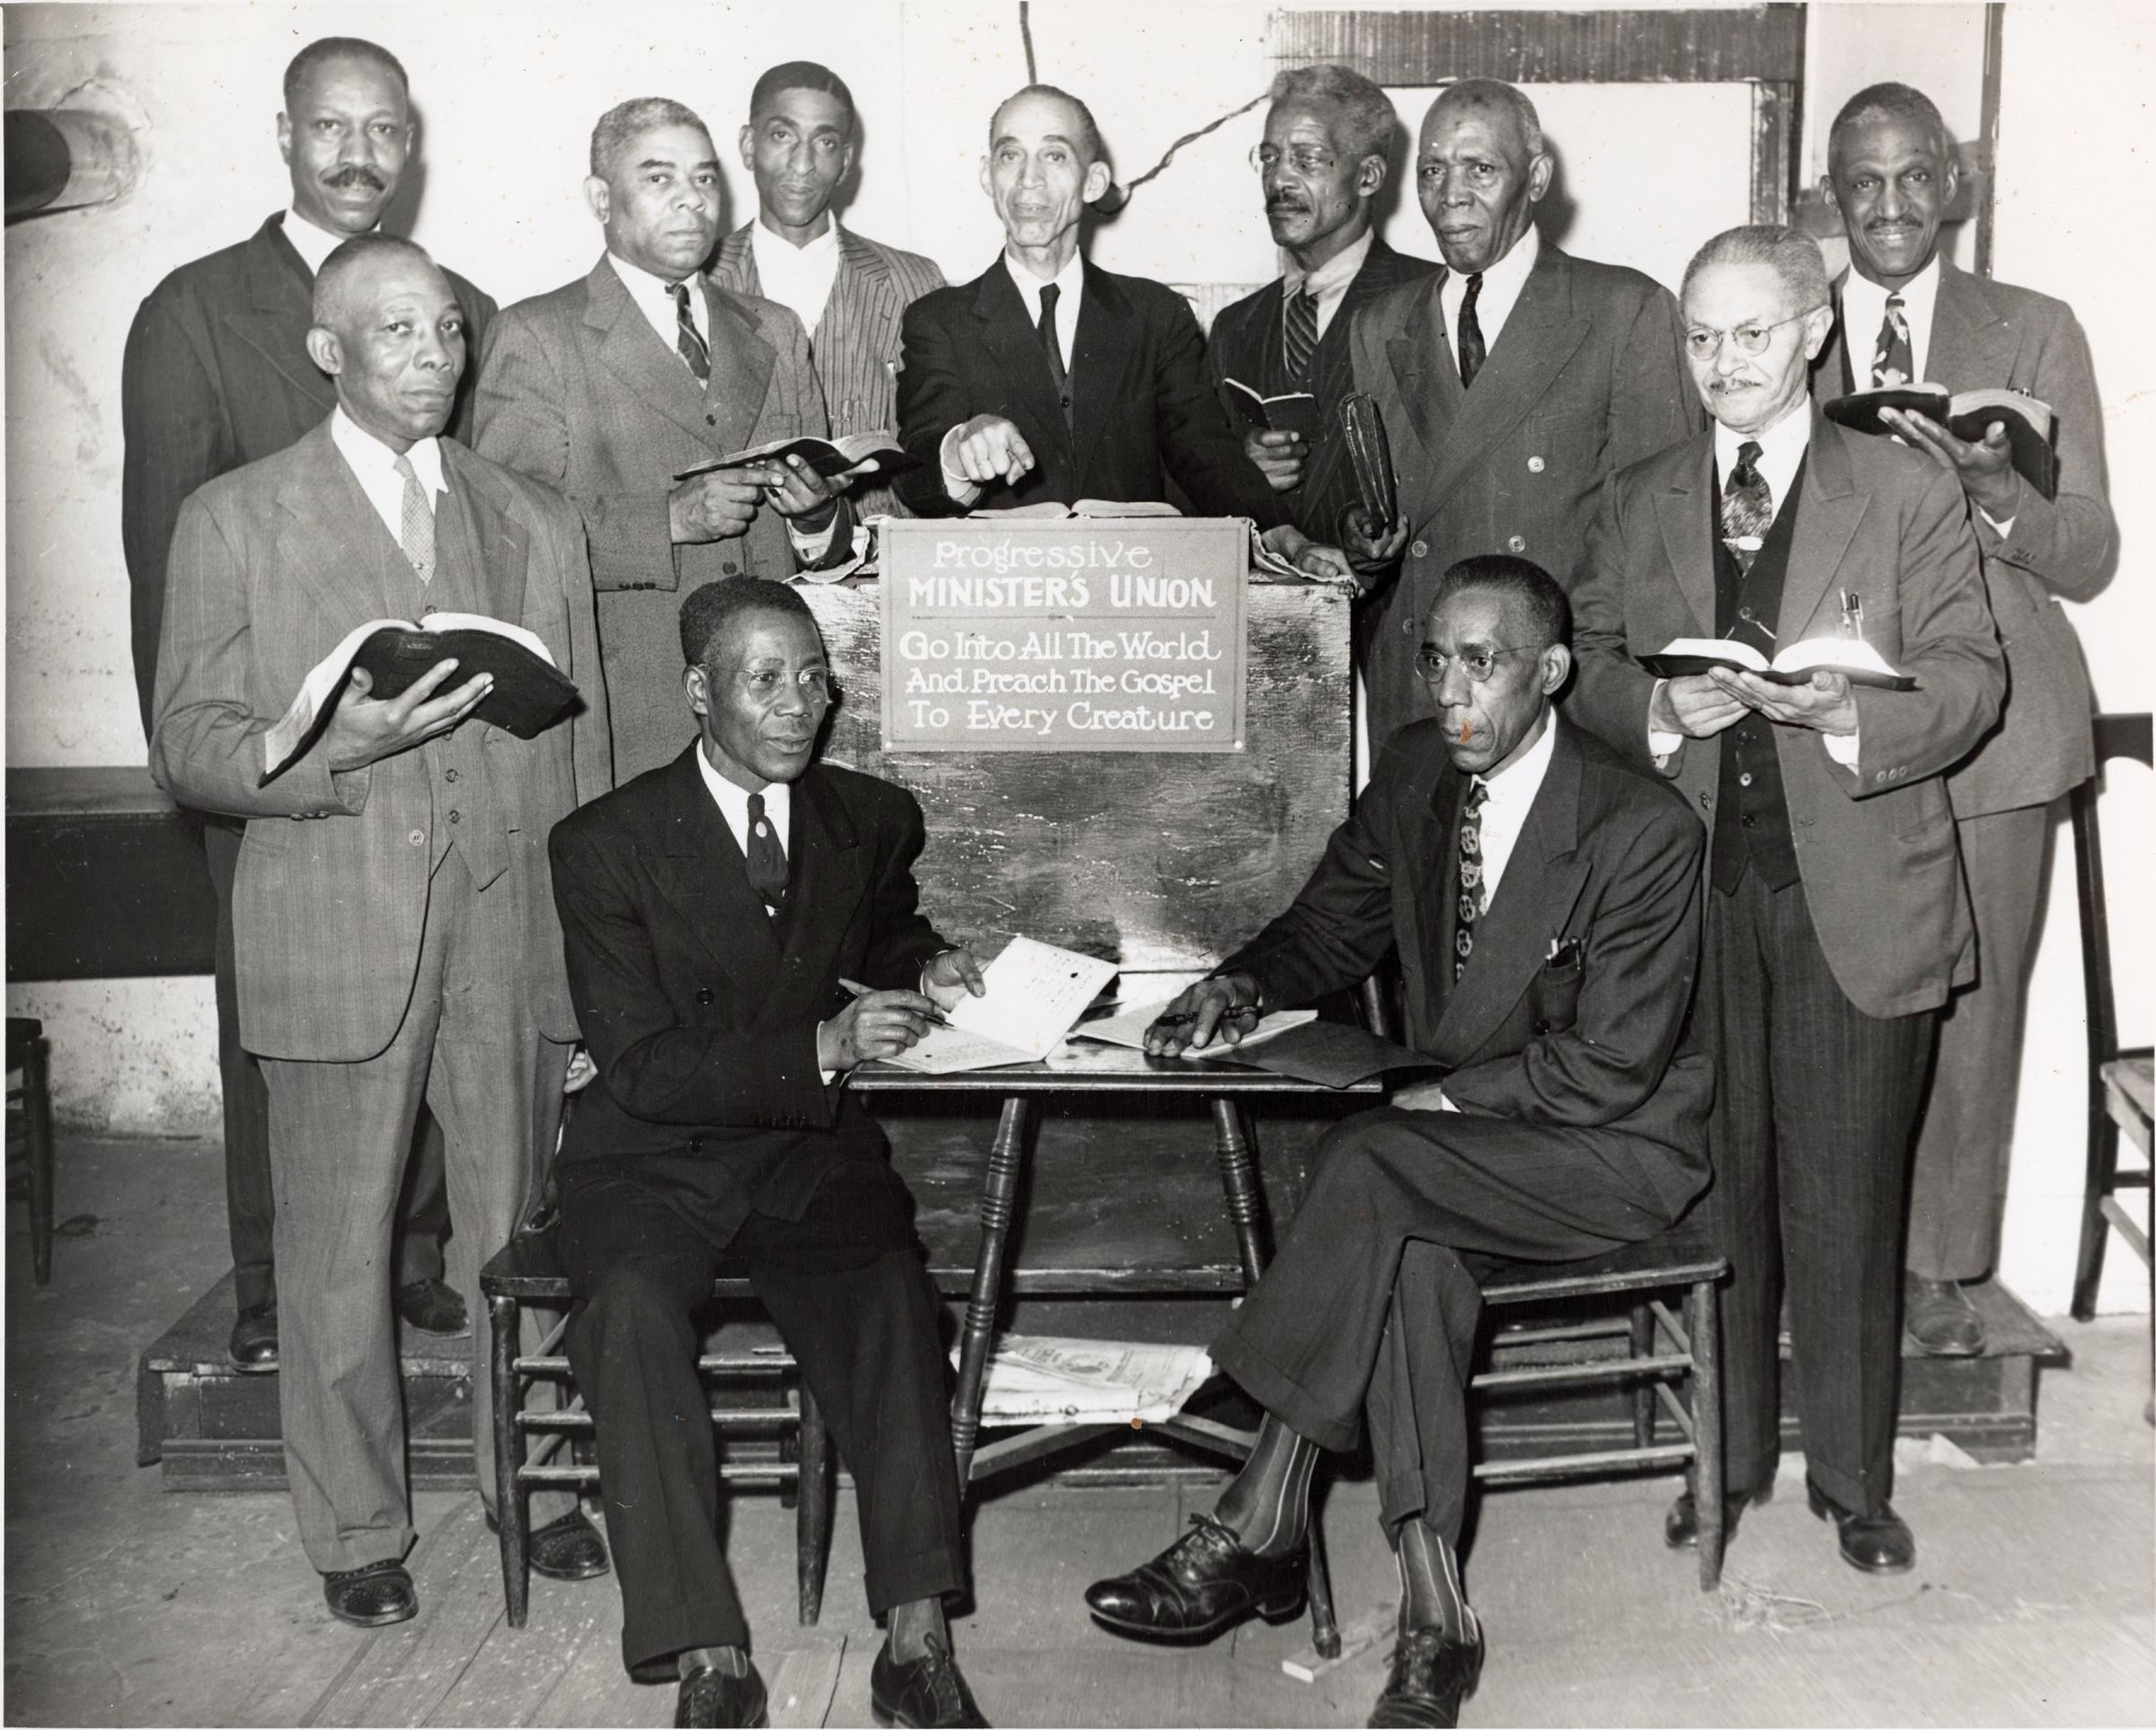 Progressive
MINISTER'S UNION
Go Into All The World
And Preach The Gospel
To Every Creature